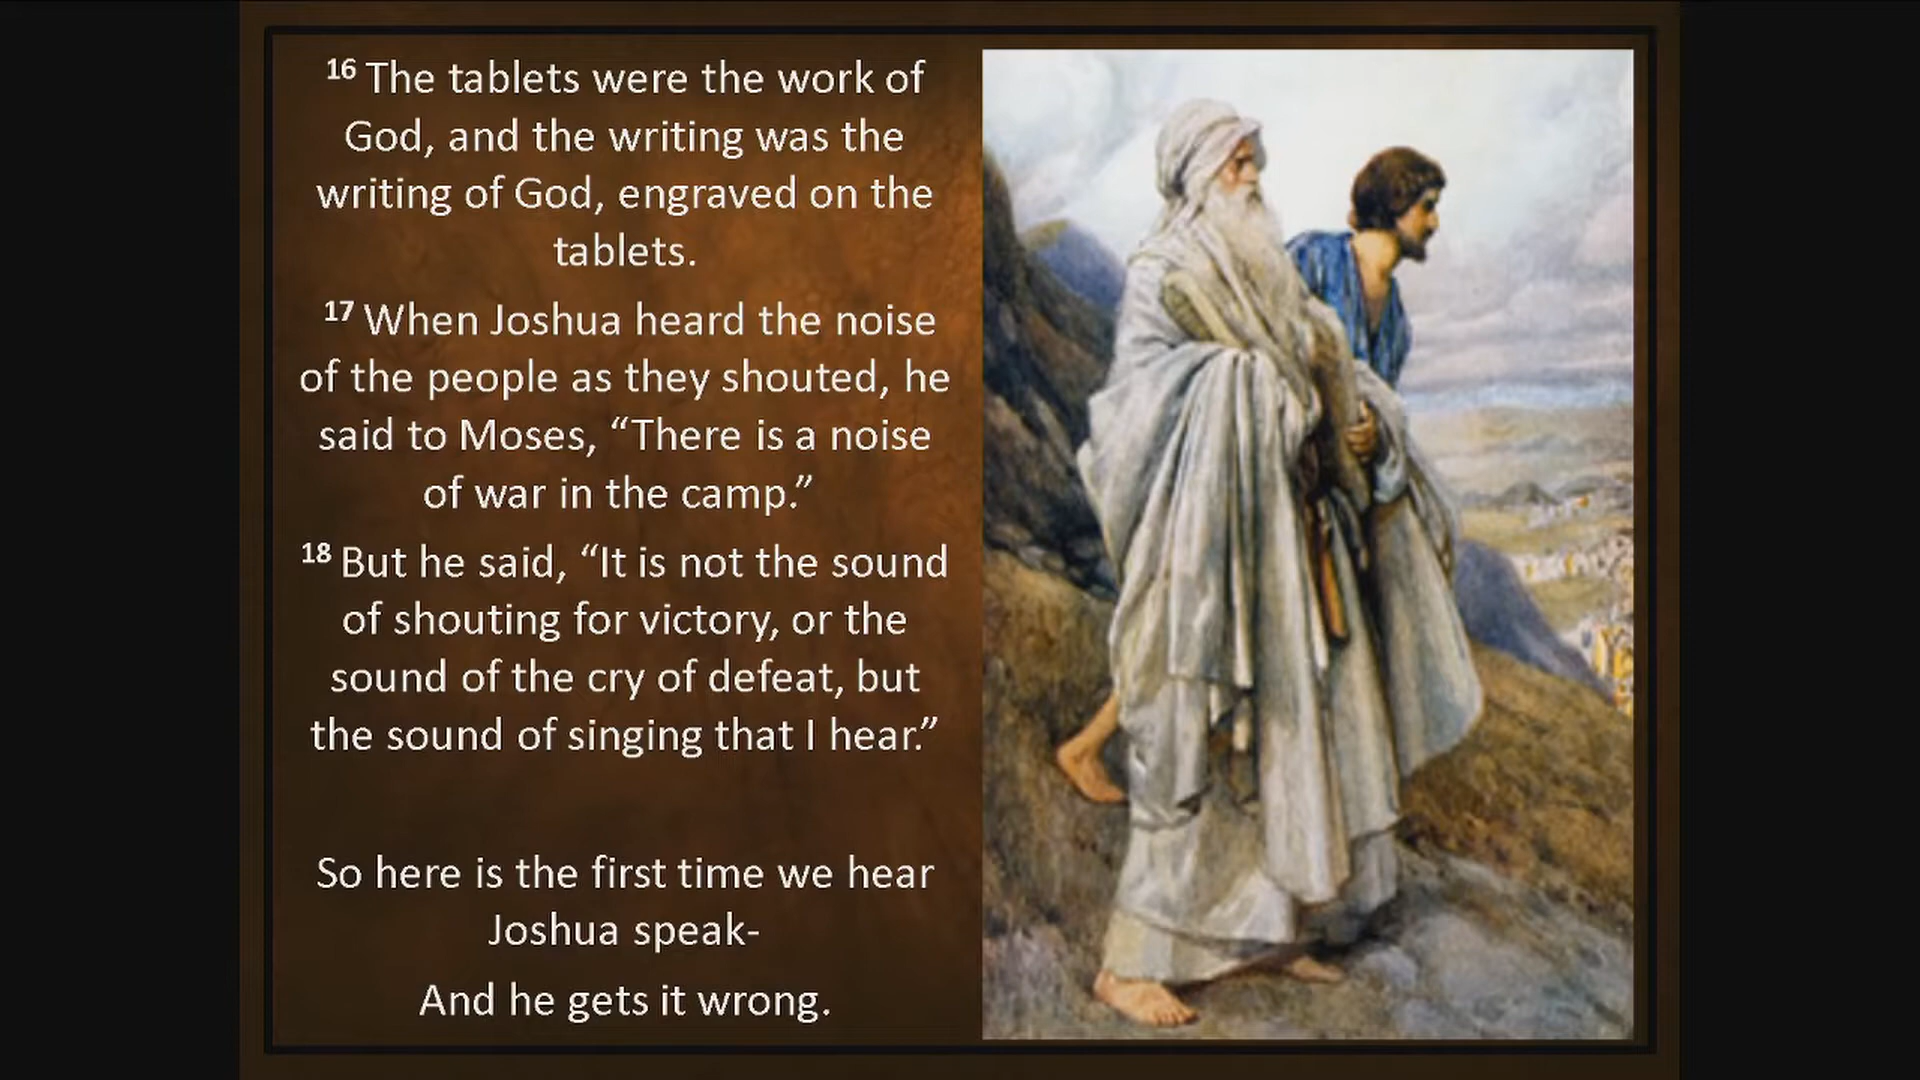 16 The tablets were the work of
God, and the writing was the
writing of God, engraved on the
tablets.
17 When Joshua heard the noise
of the people as they shouted, he
said to Moses, “There is a noise
of war in the camp.”
18 But he said, “It is not the sound
of shouting for victory, or the
sound of the cry of defeat, but
the sound of singing that I hear.”
So here is the first time we hear
Joshua speak-
And he gets it wrong.